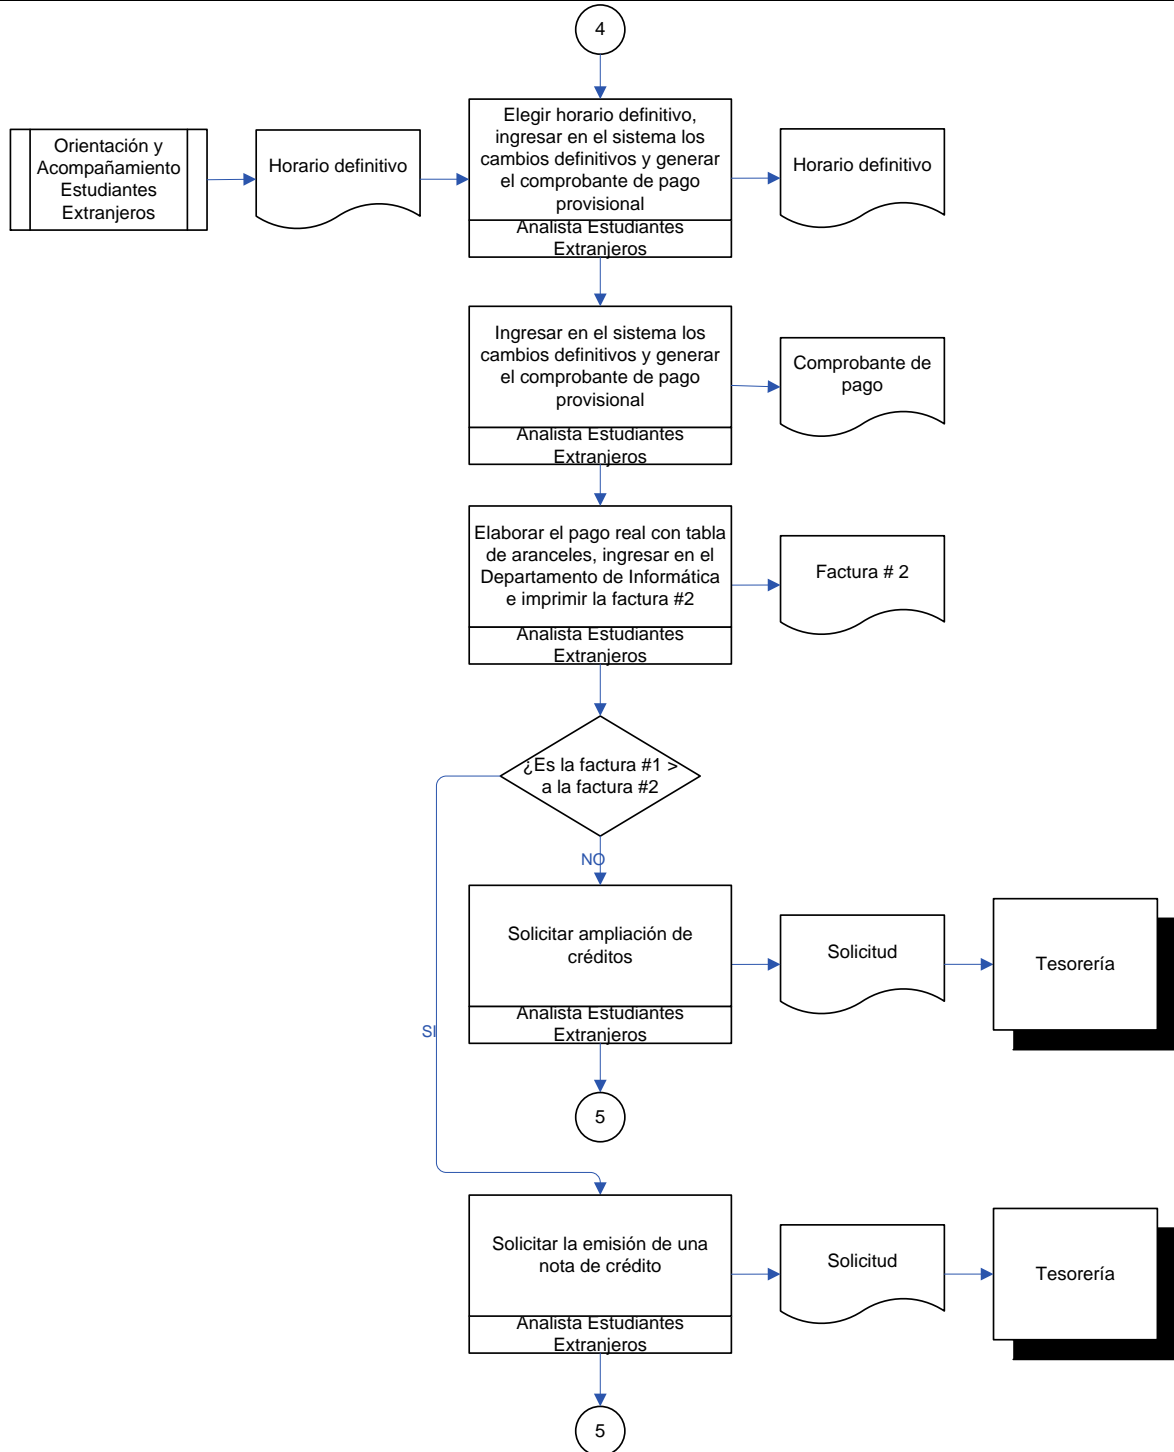 4
Orientación y
Acompañamiento
Estudiantes
Extranjeros
Horario definitivo
Elegir horario definitivo,
ingresar en el sistema los
cambios definitivos y generar
el comprobante de pago
provisional
Analista Estudiantes
Extranjeros
Horario definitivo
Ingresar en el sistema los
cambios definitivos y generar
el comprobante de pago
provisional
Analista Estudiantes
Extranjeros
Comprobante de
pago
Elaborar el pago real con tabla
de aranceles, ingresar en el
Departamento de Informática
e imprimir la factura #2
Analista Estudiantes
Extranjeros
Factura # 2
¿Es la factura #1 >
a la factura #2
NO
Solicitar ampliación de
créditos
Analista Estudiantes
Extranjeros
Solicitud
Tesorería
SI
5
Solicitar la emisión de una
nota de crédito
Analista Estudiantes
Extranjeros
Solicitud
Tesorería
5